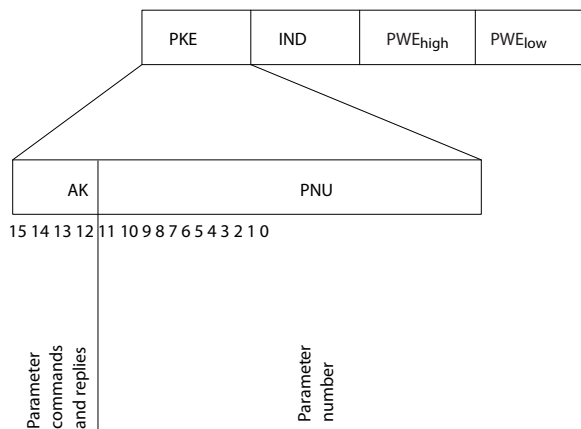 PKE IND PWEhigh PWElow
AK PNU
15 14 13 12 11 10 9 8 7 6 5 4 3 2 1 0
Parameter
commands
and replies
Parameter
number